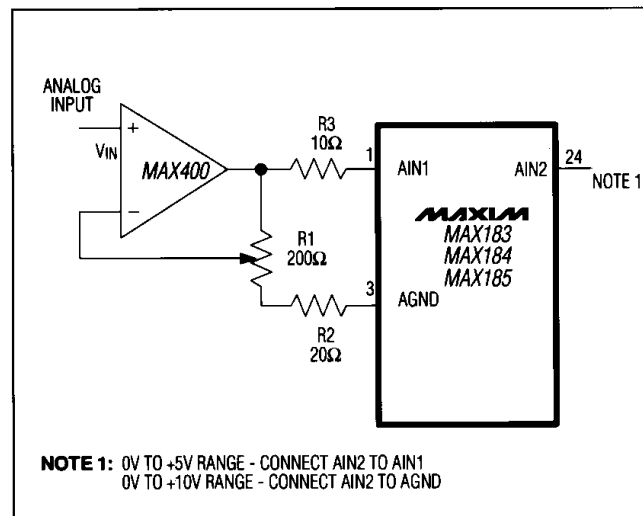 ANALOG
INPUT
VIN
+
−
MAX400
R3
10Ω
R1
200Ω
R2
20Ω
1
AIN1
3
AGND
AIN2
24
NOTE 1
MAXIM
MAX183
MAX184
MAX185
NOTE 1: 0V TO +5V RANGE - CONNECT AIN2 TO AIN1
0V TO +10V RANGE - CONNECT AIN2 TO AGND